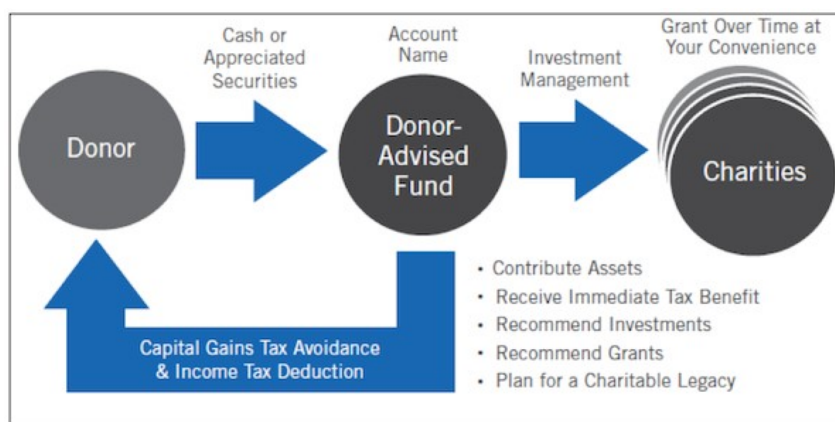 Cash or
Appreciated
Securities
Account
Name
Investment
Management
Grant Over Time at
Your Convenience
Donor
Donor-
Advised
Fund
Charities
Capital Gains Tax Avoidance
& Income Tax Deduction
• Contribute Assets
• Receive Immediate Tax Benefit
• Recommend Investments
• Recommend Grants
• Plan for a Charitable Legacy